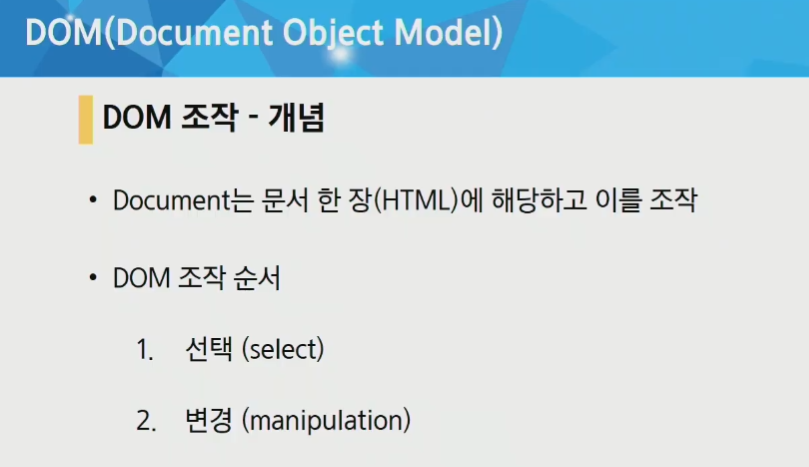 DOM(Document Object Model)
DOM 조작 - 개념
• Document는 문서 한 장(HTML)에 해당하고 이를 조작
• DOM 조작 순서
1. 선택 (select)
2. 변경 (manipulation)